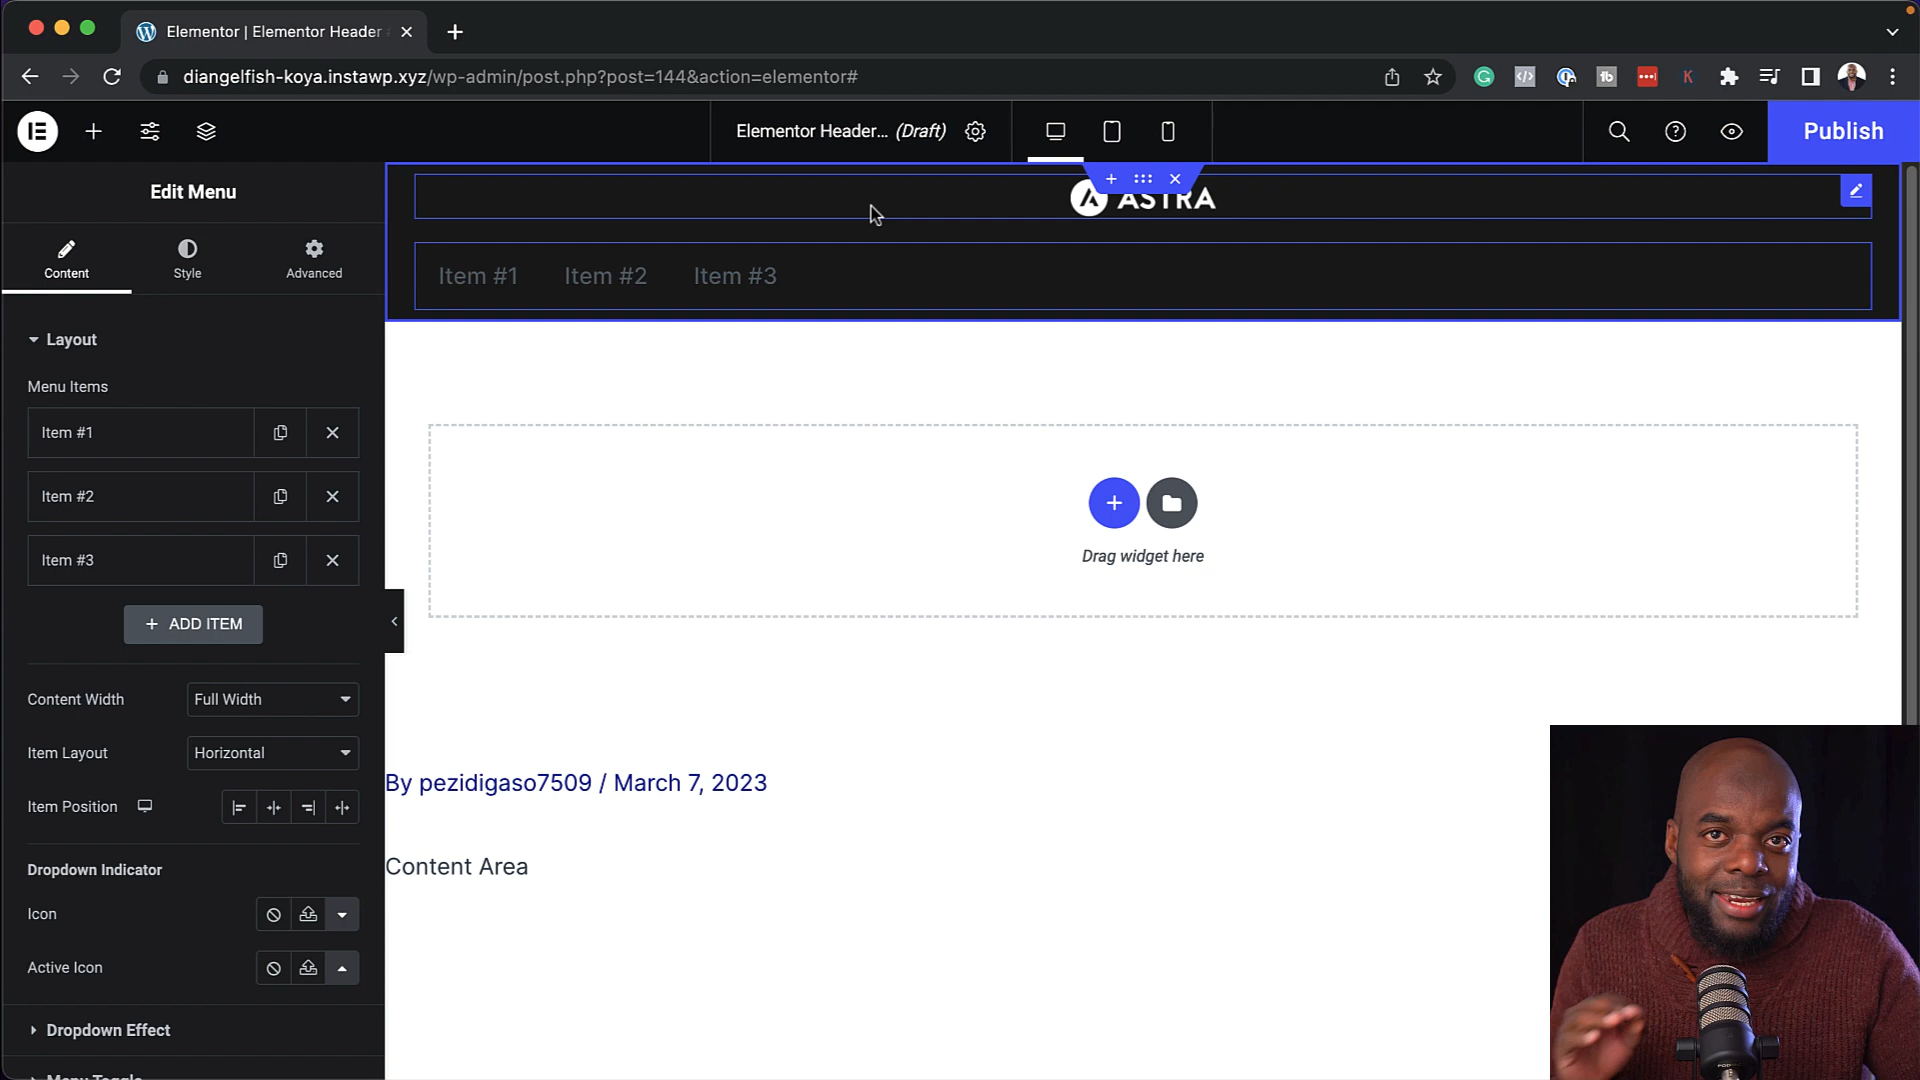 Elementor | Elementor Header
diangelfish-koya.instawp.xyz/wp-admin/post.php?post=144&action=elementor#
Elementor Header... (Draft)
Publish
Edit Menu
Content
Style
Advanced
ASTRA
Item #1
Item #2
Item #3
Layout
Menu Items
Item #1
Item #2
Item #3
+ ADD ITEM
Drag widget here
Content Width
Full Width
Item Layout
Horizontal
Item Position
By pezidigaso7509 / March 7, 2023
Dropdown Indicator
Content Area
Icon
Active Icon
Dropdown Effect
Menu Toggle